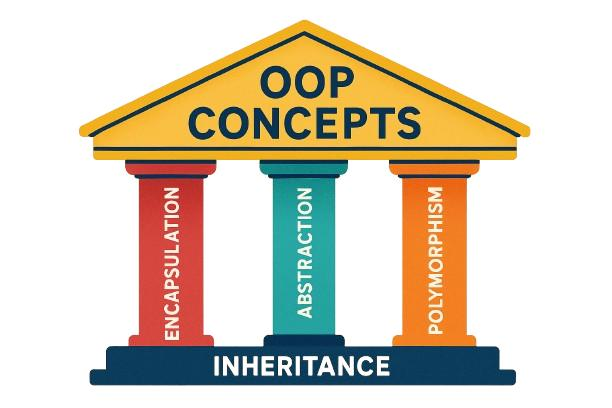 OOP
CONCEPTS
ENCAPSULATION
ABSTRACTION
POLYMORPHISM
INHERITANCE